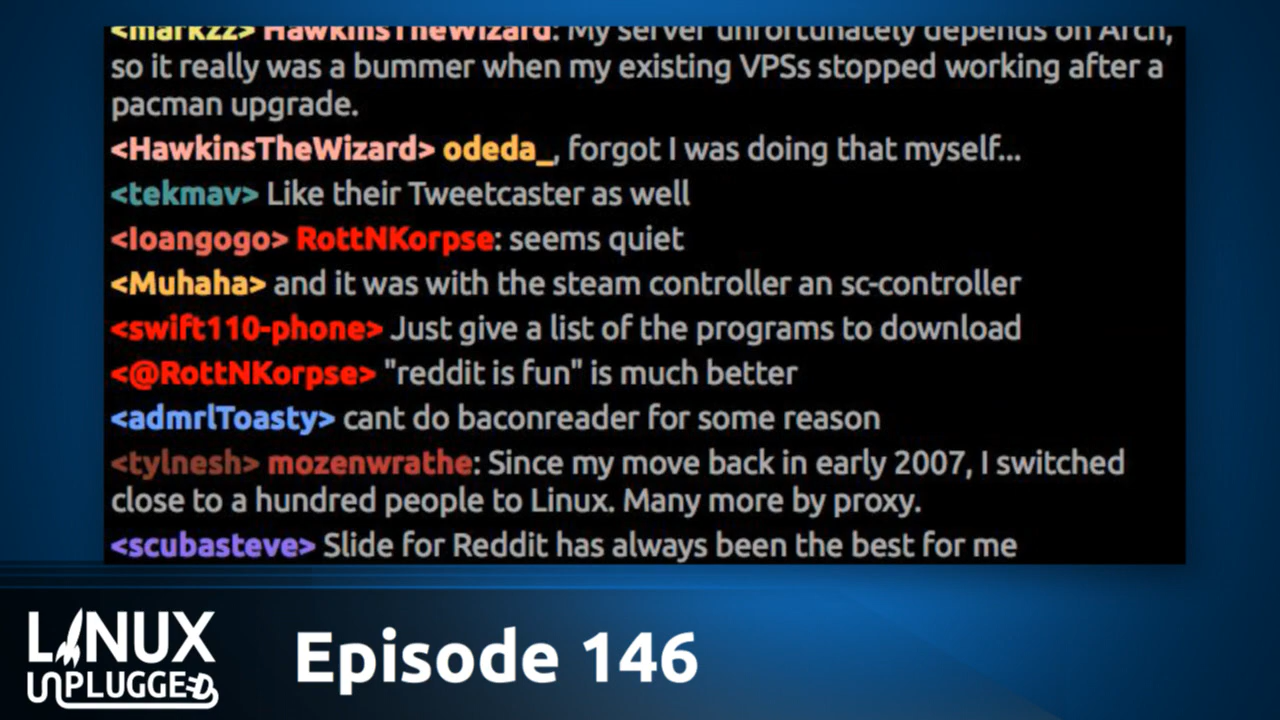 <markzz> HawkinsTheWizard: My server unfortunately depends on Arch,
so it really was a bummer when my existing VPSs stopped working after a
pacman upgrade.
<HawkinsTheWizard> odeda_, forgot I was doing that myself...
<tekmav> Like their Tweetcaster as well
<loangogo> RottNKorpse: seems quiet
<Muhaha> and it was with the steam controller an sc-controller
<swift110-phone> Just give a list of the programs to download
<@RottNKorpse> "reddit is fun" is much better
<admrlToasty> cant do baconreader for some reason
<tylnesh> mozenwrathe: Since my move back in early 2007, I switched
close to a hundred people to Linux. Many more by proxy.
<scubasteve> Slide for Reddit has always been the best for me
LINUX
UNPLUGGED
Episode 146